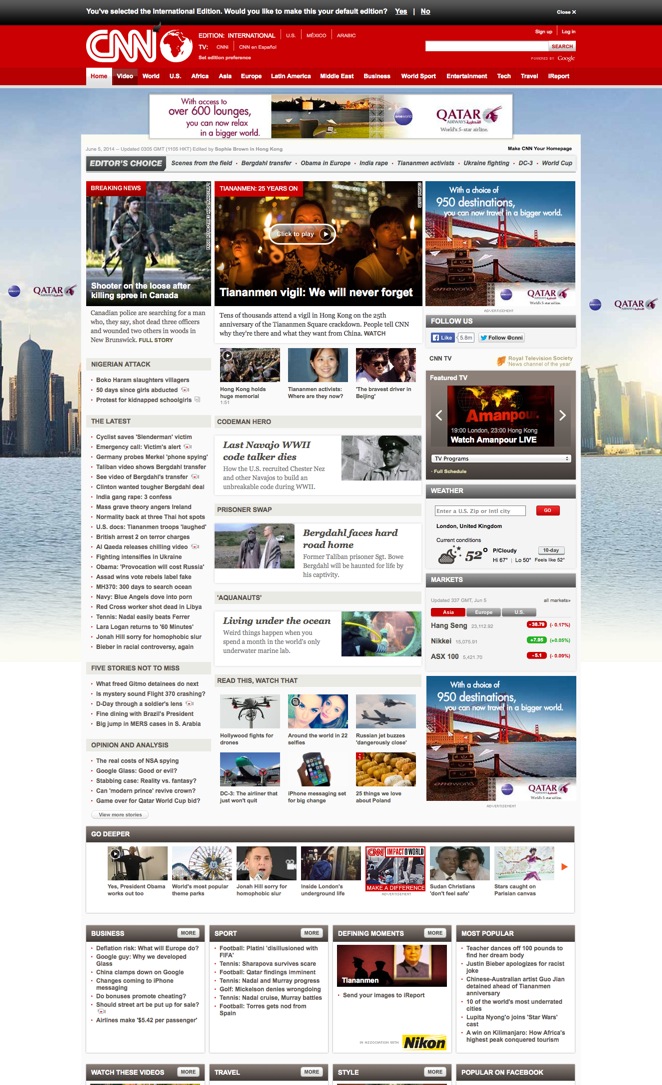 You've selected the International Edition. Would you like to make this your default edition? Yes | No
Close ✕
CNN
EDITION: INTERNATIONAL | U.S. | MÉXICO | ARABIC
TV: CNNi | CNN en Español
Set edition preference
Sign up | Log in
SEARCH
POWERED BY Google
Home Video World U.S. Africa Asia Europe Latin America Middle East Business World Sport Entertainment Tech Travel iReport
With access to
over 600 lounges,
you can now relax
in a bigger world.
QATAR
AIRWAYS
World's 5-star airline.
June 5, 2014 -- Updated 0305 GMT (1105 HKT) Edited by Sophie Brown in Hong Kong
Make CNN Your Homepage
EDITOR'S CHOICE
Scenes from the field • Bergdahl transfer • Obama in Europe • India rape • Tiananmen activists • Ukraine fighting • DC-3 • World Cup
BREAKING NEWS
Shooter on the loose after
killing spree in Canada
Canadian police are searching for a man
who, they say, shot dead three officers
and wounded two others in woods in
New Brunswick. FULL STORY
NIGERIAN ATTACK
Boko Haram slaughters villagers
50 days since girls abducted
Protest for kidnapped schoolgirls
THE LATEST
Cyclist saves 'Slenderman' victim
Emergency call: Victim's alert
Germany probes Merkel 'phone spying'
Taliban video shows Bergdahl transfer
See video of Bergdahl's transfer
Clinton wanted tougher Bergdahl deal
India gang rape: 3 confess
Mass grave theory angers Ireland
Normality back at three Thai hot spots
U.S. docs: Tiananmen troops 'laughed'
British arrest 2 on terror charges
Al Qaeda releases chilling video
Fighting intensifies in Ukraine
Obama: 'Provocation will cost Russia'
Assad wins vote rebels label fake
MH370: 300 days to search ocean
Navy: Blue Angels dove into porn
Red Cross worker shot dead in Libya
Tennis: Nadal easily beats Ferrer
Lara Logan returns to '60 Minutes'
Jonah Hill sorry for homophobic slur
Bieber in racial controversy, again
FIVE STORIES NOT TO MISS
What freed Gitmo detainees do next
Is mystery sound Flight 370 crashing?
D-Day through a soldier's lens
Fine dining with Brazil's President
Big jump in MERS cases in S. Arabia
OPINION AND ANALYSIS
The real costs of NSA spying
Google Glass: Good or evil?
Stabbing case: Reality vs. fantasy?
Can 'modern prince' revive crown?
Game over for Qatar World Cup bid?
View more stories
TIANANMEN: 25 YEARS ON
Click to play
Tiananmen vigil: We will never forget
Tens of thousands attend a vigil in Hong Kong on the 25th
anniversary of the Tiananmen Square crackdown. People tell CNN
why they're there and what they want from China. WATCH
Hong Kong holds
huge memorial
1:51
Tiananmen activists:
Where are they now?
'The bravest driver in
Beijing'
CODEMAN HERO
Last Navajo WWII
code talker dies
How the U.S. recruited Chester Nez
and other Navajos to build an
unbreakable code during WWII.
PRISONER SWAP
Bergdahl faces hard
road home
Former Taliban prisoner Sgt. Bowe
Bergdahl will be haunted for life by
his captivity.
'AQUANAUTS'
Living under the ocean
Weird things happen when you
spend a month in the world's only
underwater marine lab.
READ THIS, WATCH THAT
Hollywood fights for
drones
Around the world in 22
selfies
Russian jet buzzes
'dangerously close'
DC-3: The airliner that
just won't quit
iPhone messaging set
for big change
25 things we love
about Poland
With a choice of
950 destinations,
you can now travel in a bigger world.
QATAR
ADVERTISEMENT
FOLLOW US
Like 5.8m
Follow @cnni
CNN TV
Royal Television Society
News channel of the year
Featured TV
Amanpour.
19:00 London, 23:00 Hong Kong
Watch Amanpour LIVE
TV Programs
Full Schedule
WEATHER
Enter a U.S. Zip or Intl city
GO
London, United Kingdom
Current conditions
52°
P/Cloudy
Hi 67° | Lo 50°
10-day
Feels like 52°
MARKETS
Updated 337 GMT, Jun 5
all markets»
Asia Europe U.S.
Hang Seng 23,112.92 -38.79 (- 0.17%)
Nikkei +7.86 (+0.05%)
ASX 100 -5.1 (- 0.09%)
With a choice of
950 destinations,
you can now travel in a bigger world.
QATAR
ADVERTISEMENT
QATAR
QATAR
GO DEEPER
Yes, President Obama
works out too
World's most popular
theme parks
Jonah Hill sorry for
homophobic slur
Inside London's
underground life
CNN IMPACT YOUR WORLD
MAKE A DIFFERENCE
ADVERTISEMENT
Sudan Christians
'don't feel safe'
Stars caught on
Parisian canvas
BUSINESS MORE
Deflation risk: What will Europe do?
Google guy: Why we developed
Glass
China clamps down on Google
Changes coming to iPhone
messaging
Do bonuses promote cheating?
Should street art be put up for sale?
Airlines make '$5.42 per passenger'
SPORT MORE
Football: Platini 'disillusioned with
FIFA'
Tennis: Sharapova survives scare
Football: Qatar findings imminent
Tennis: Nadal and Murray progress
Golf: Mickelson denies wrongdoing
Tennis: Nadal cruise, Murray battles
Football: Torres gets nod from
Spain
DEFINING MOMENTS MORE
Tiananmen
Send your images to iReport
IN ASSOCIATION WITH
Nikon
MOST POPULAR
Teacher dances off 100 pounds to
find her dream body
Justin Bieber apologizes for racist
joke
Chinese-Australian artist Guo Jian
detained ahead of Tiananmen
anniversary
10 of the world's most underrated
cities
Lupita Nyong'o joins 'Star Wars'
cast
A win on Kilimanjaro: How Africa's
highest peak conquered tourism
WATCH THESE VIDEOS MORE
TRAVEL MORE
STYLE MORE
POPULAR ON FACEBOOK